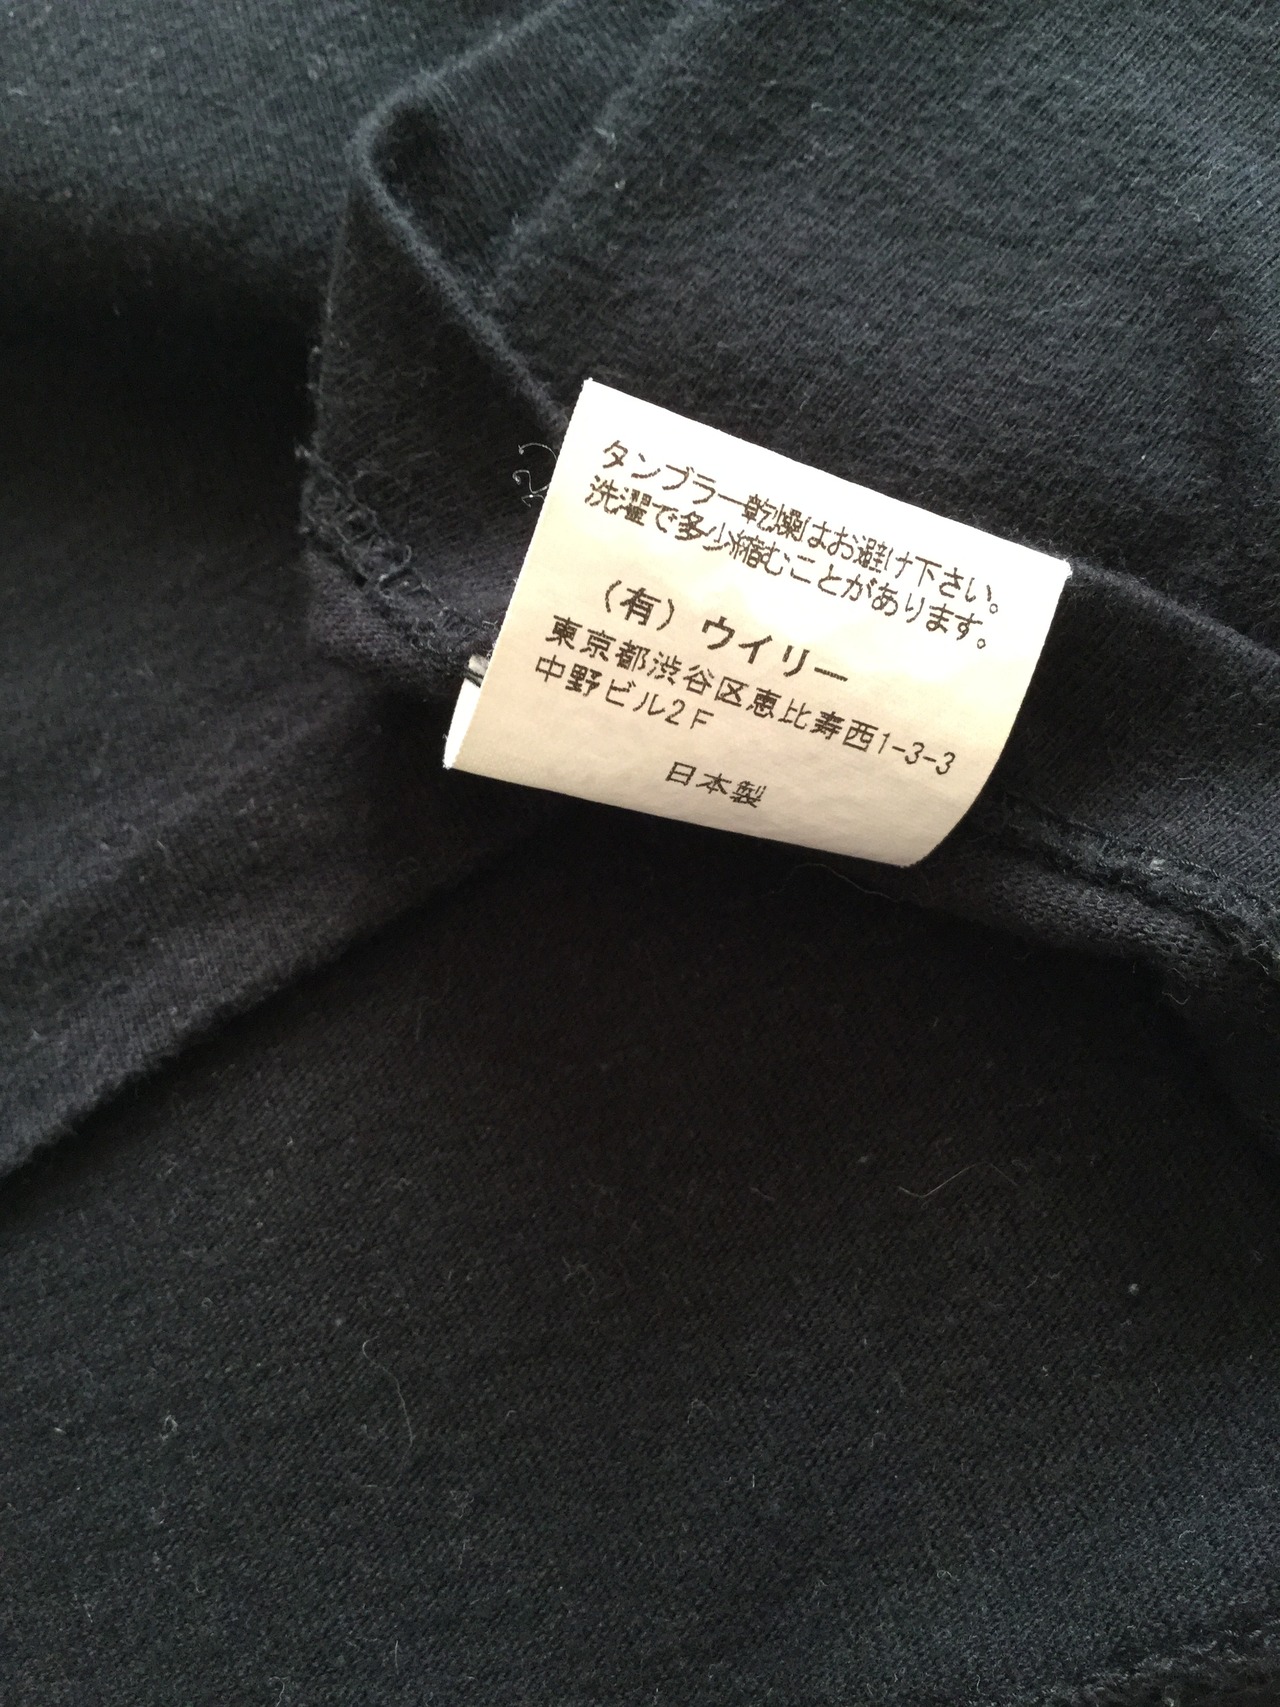 タンブラー乾燥はお避け下さい。
洗濯で多少縮むことがあります。
（有）ウイリー
東京都渋谷区恵比寿西1-3-3
中野ビル2F
日本製